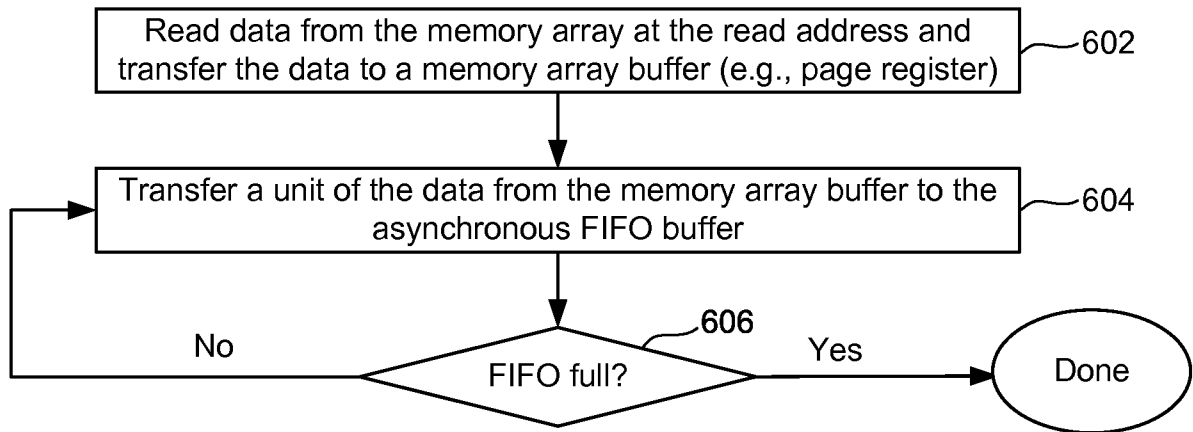 Read data from the memory array at the read address and
transfer the data to a memory array buffer (e.g., page register)
602
Transfer a unit of the data from the memory array buffer to the
asynchronous FIFO buffer
604
606
No
FIFO full?
Yes
Done